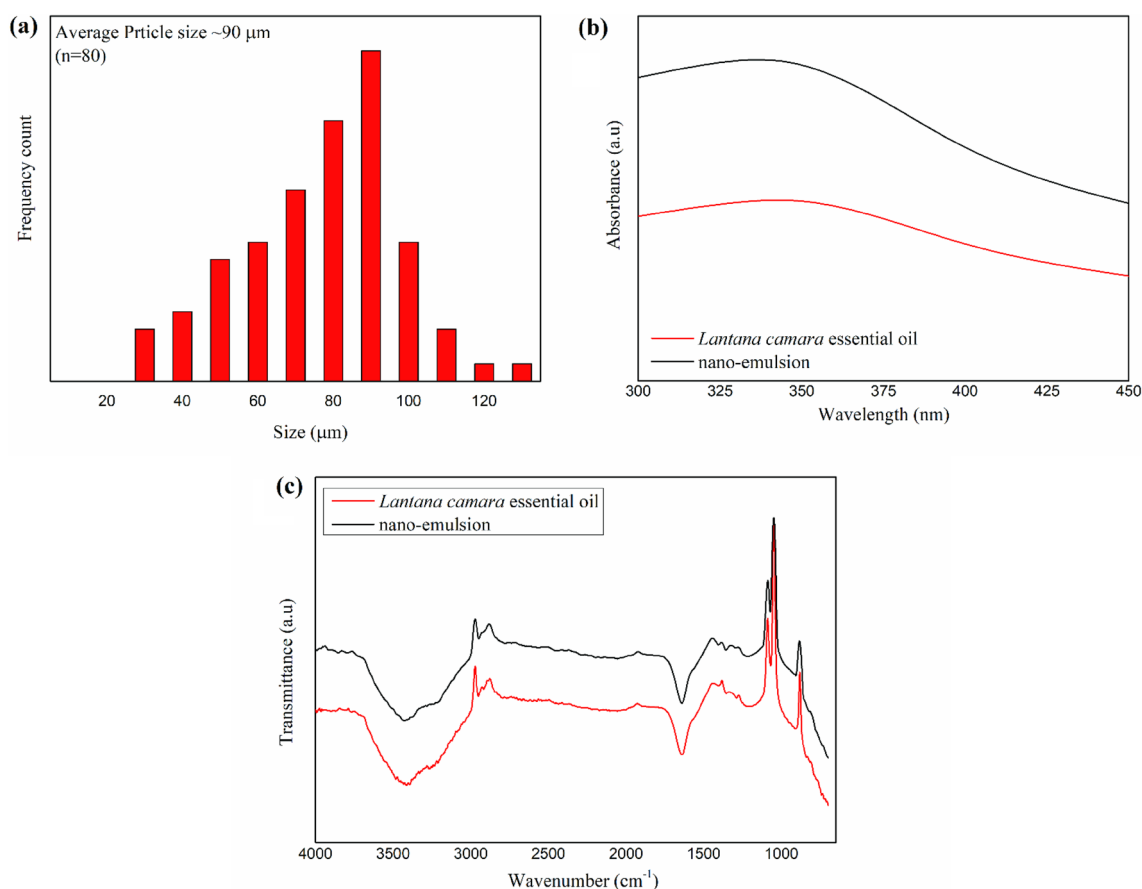 (a)
Average Prticle size ~90 μm
(n=80)
Frequency count
20 40 60 80 100 120
Size (μm)
(b)
Absorbance (a.u)
Lantana camara essential oil
nano-emulsion
300 325 350 375 400 425 450
Wavelength (nm)
(c)
Lantana camara essential oil
nano-emulsion
Transmittance (a.u)
4000 3500 3000 2500 2000 1500 1000
Wavenumber (cm⁻¹)